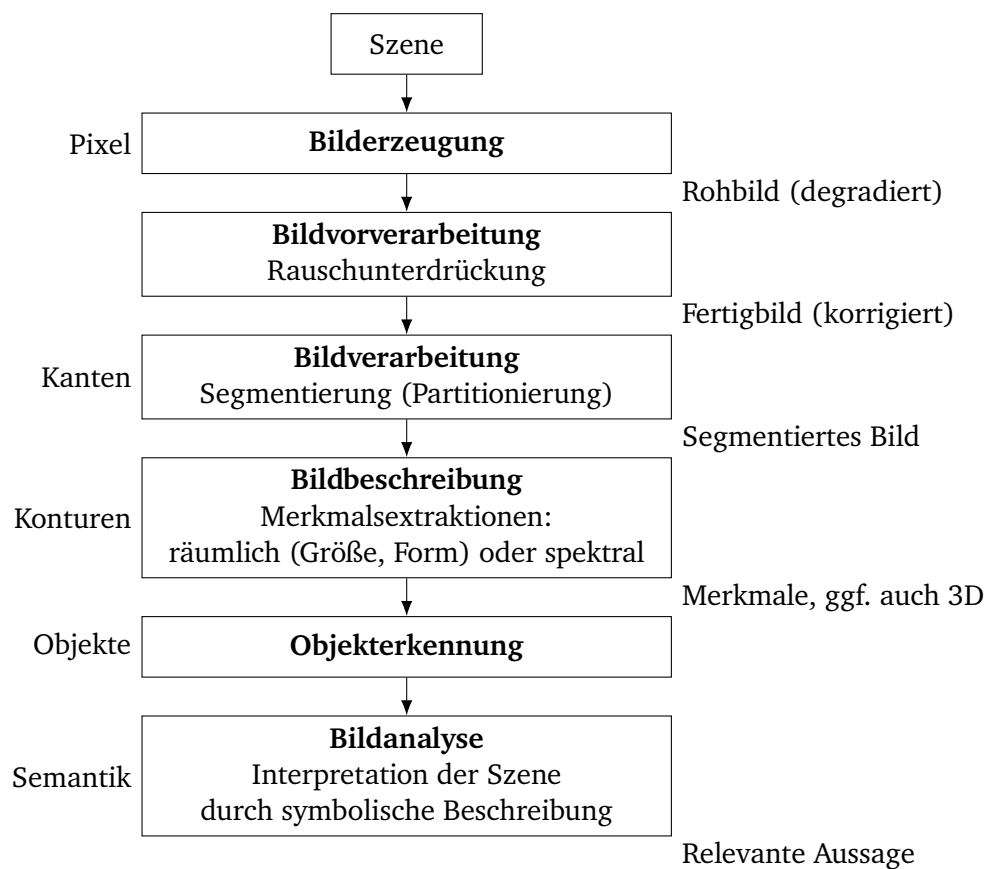 Szene
Pixel
Bilderzeugung
Rohbild (degradiert)
Bildvorverarbeitung
Rauschunterdrückung
Fertigbild (korrigiert)
Kanten
Bildverarbeitung
Segmentierung (Partitionierung)
Segmentiertes Bild
Konturen
Bildbeschreibung
Merkmalsextraktionen:
räumlich (Größe, Form) oder spektral
Merkmale, ggf. auch 3D
Objekte
Objekterkennung
Semantik
Bildanalyse
Interpretation der Szene
durch symbolische Beschreibung
Relevante Aussage